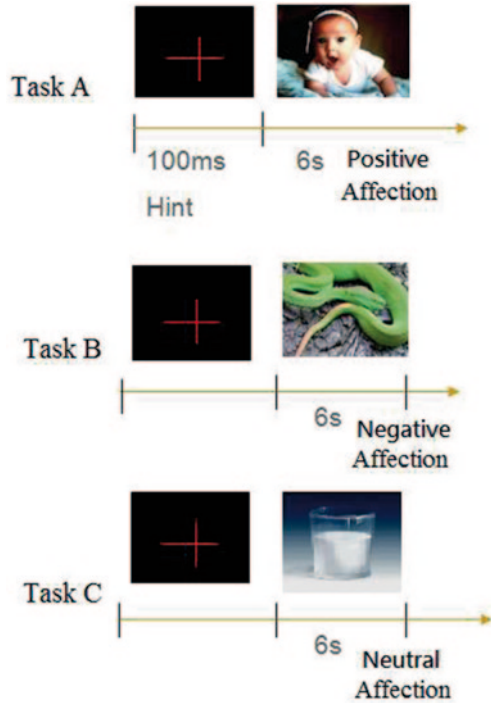 Task A
100ms
Hint
6s
Positive
Affection
Task B
6s
Negative
Affection
Task C
6s
Neutral
Affection